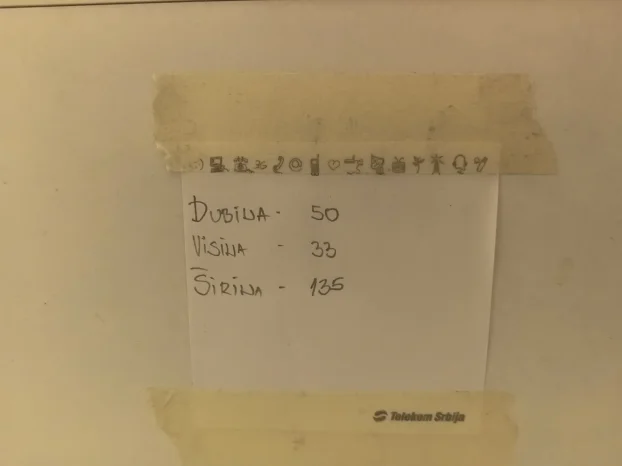 DUBINA - 50
VISINA - 33
ŠIRINA - 135
Telekom Srbija